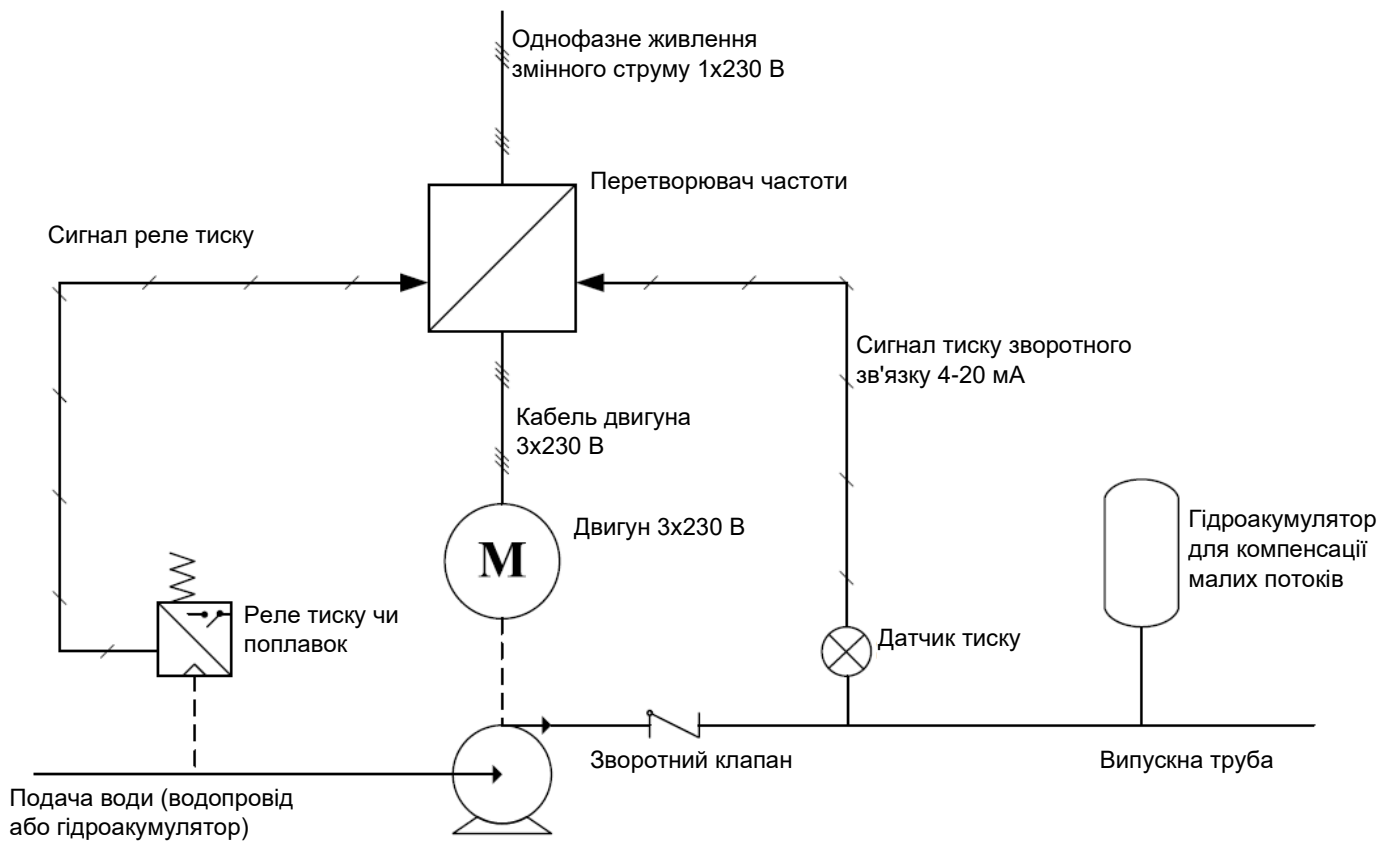 Однофазне живлення
змінного струму 1x230 В
Перетворювач частоти
Сигнал реле тиску
Сигнал тиску зворотного
зв'язку 4-20 мА
Кабель двигуна
3x230 В
Двигун 3x230 В
M
Гідроакумулятор
для компенсації
малих потоків
Реле тиску чи
поплавок
Датчик тиску
Зворотний клапан
Випускна труба
Подача води (водопровід
або гідроакумулятор)